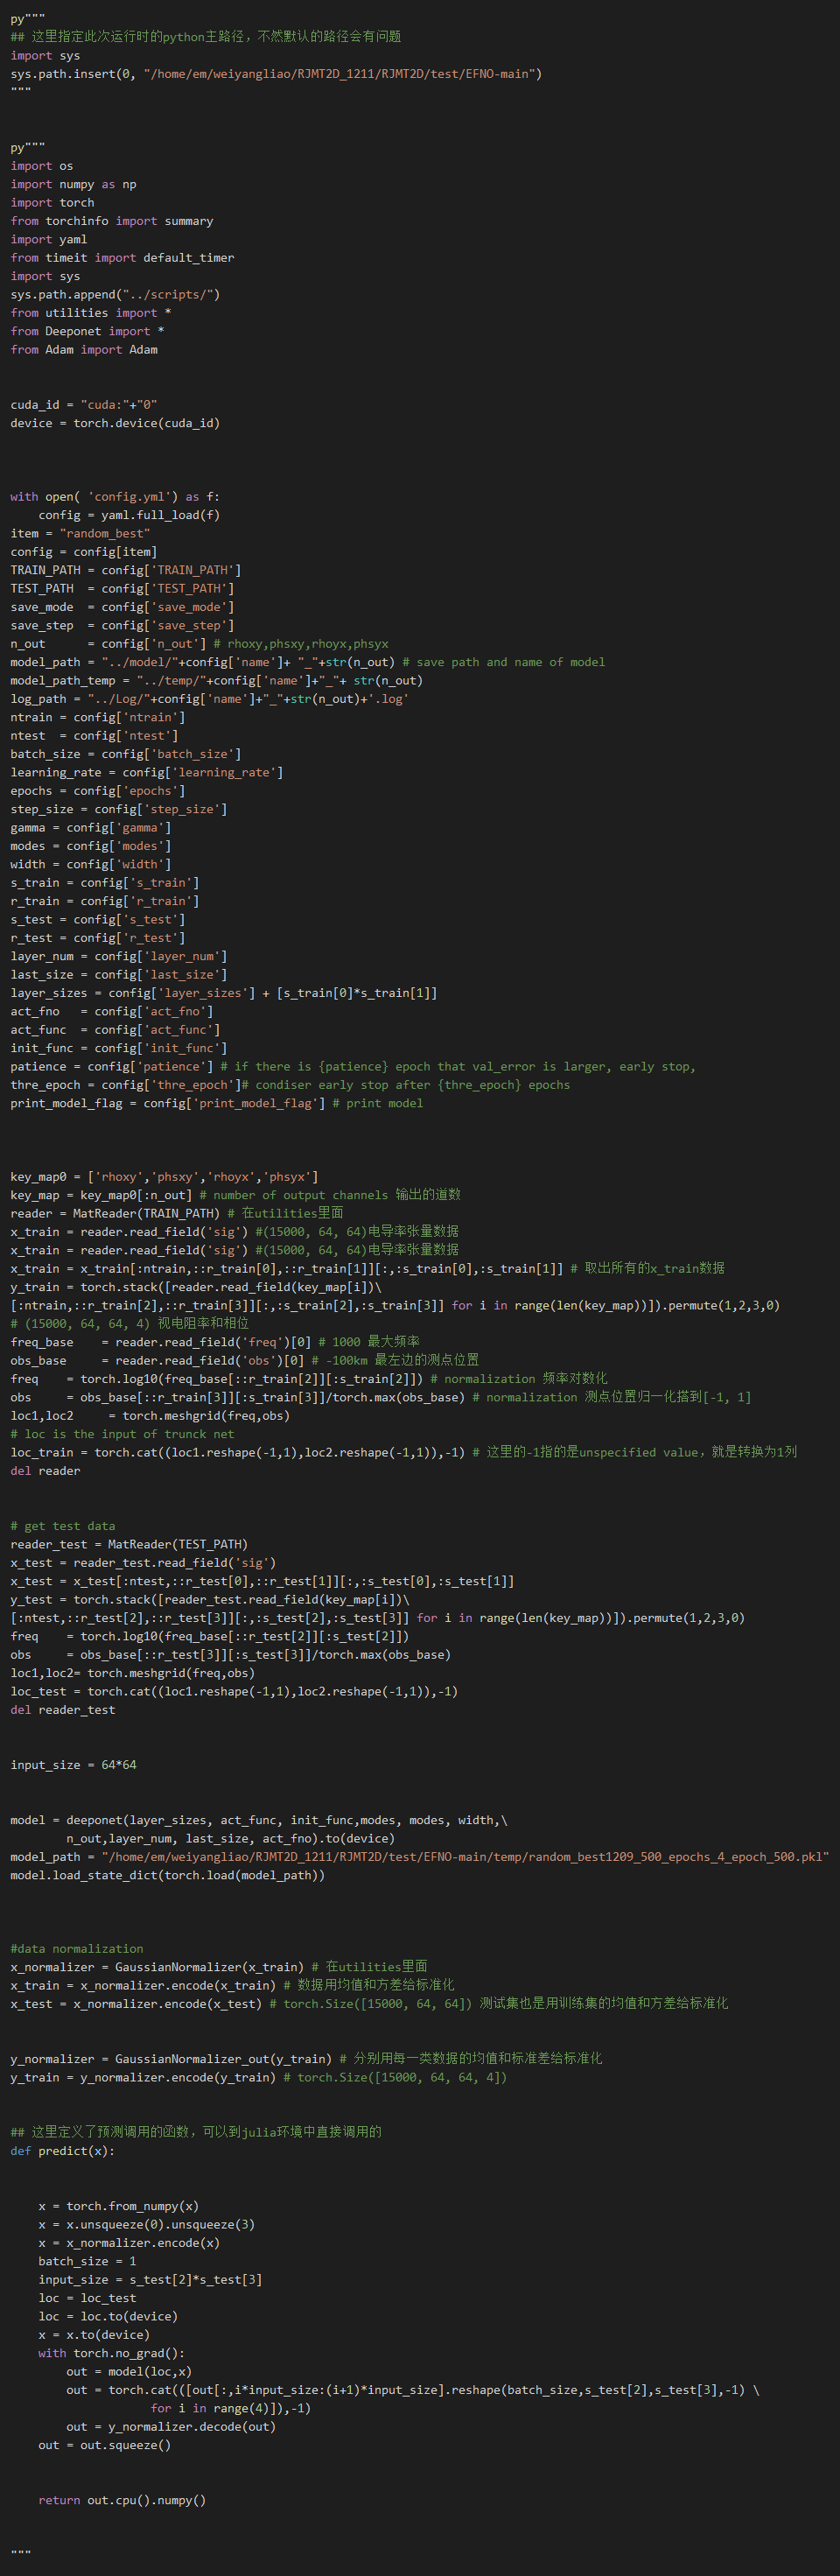 py"""
## 这里指定此次运行时的python主路径，不然默认的路径会有问题
import sys
sys.path.insert(0, "/home/em/weiyangliao/RJMT2D_1211/RJMT2D/test/EFNO-main")
"""
py"""
import os
import numpy as np
import torch
from torchinfo import summary
import yaml
from timeit import default_timer
import sys
sys.path.append("../scripts/")
from utilities import *
from Deeponet import *
from Adam import Adam
cuda_id = "cuda:"+"0"
device = torch.device(cuda_id)
with open( 'config.yml') as f:
    config = yaml.full_load(f)
item = "random_best"
config = config[item]
TRAIN_PATH = config['TRAIN_PATH']
TEST_PATH  = config['TEST_PATH']
save_mode  = config['save_mode']
save_step  = config['save_step']
n_out      = config['n_out'] # rhoxy,phsxy,rhoyx,phsyx
model_path = "../model/"+config['name']+ "_"+str(n_out) # save path and name of model
model_path_temp = "../temp/"+config['name']+"_"+ str(n_out)
log_path = "../Log/"+config['name']+"_"+str(n_out)+'.log'
ntrain = config['ntrain']
ntest  = config['ntest']
batch_size = config['batch_size']
learning_rate = config['learning_rate']
epochs = config['epochs']
step_size = config['step_size']
gamma = config['gamma']
modes = config['modes']
width = config['width']
s_train = config['s_train']
r_train = config['r_train']
s_test = config['s_test']
r_test = config['r_test']
layer_num = config['layer_num']
last_size = config['last_size']
layer_sizes = config['layer_sizes'] + [s_train[0]*s_train[1]]
act_fno   = config['act_fno']
act_func  = config['act_func']
init_func = config['init_func']
patience = config['patience'] # if there is {patience} epoch that val_error is larger, early stop,
thre_epoch = config['thre_epoch']# condiser early stop after {thre_epoch} epochs
print_model_flag = config['print_model_flag'] # print model
key_map0 = ['rhoxy','phsxy','rhoyx','phsyx']
key_map = key_map0[:n_out] # number of output channels 输出的道数
reader = MatReader(TRAIN_PATH) # 在utilities里面
x_train = reader.read_field('sig') #(15000, 64, 64)电导率张量数据
x_train = reader.read_field('sig') #(15000, 64, 64)电导率张量数据
x_train = x_train[:ntrain,::r_train[0],::r_train[1]][:,:s_train[0],:s_train[1]] # 取出所有的x_train数据
y_train = torch.stack([reader.read_field(key_map[i])\
[:ntrain,::r_train[2],::r_train[3]][:,:s_train[2],:s_train[3]] for i in range(len(key_map))]).permute(1,2,3,0)
# (15000, 64, 64, 4) 视电阻率和相位
freq_base    = reader.read_field('freq')[0] # 1000 最大频率
obs_base     = reader.read_field('obs')[0] # -100km 最左边的测点位置
freq    = torch.log10(freq_base[::r_train[2]][:s_train[2]]) # normalization 频率对数化
obs     = obs_base[::r_train[3]][:s_train[3]]/torch.max(obs_base) # normalization 测点位置归一化搭到[-1, 1]
loc1,loc2     = torch.meshgrid(freq,obs)
# loc is the input of trunck net
loc_train = torch.cat((loc1.reshape(-1,1),loc2.reshape(-1,1)),-1) # 这里的-1指的是unspecified value，就是转换为1列
del reader
# get test data
reader_test = MatReader(TEST_PATH)
x_test = reader_test.read_field('sig')
x_test = x_test[:ntest,::r_test[0],::r_test[1]][:,:s_test[0],:s_test[1]]
y_test = torch.stack([reader_test.read_field(key_map[i])\
[:ntest,::r_test[2],::r_test[3]][:,:s_test[2],:s_test[3]] for i in range(len(key_map))]).permute(1,2,3,0)
freq    = torch.log10(freq_base[::r_test[2]][:s_test[2]])
obs     = obs_base[::r_test[3]][:s_test[3]]/torch.max(obs_base)
loc1,loc2= torch.meshgrid(freq,obs)
loc_test = torch.cat((loc1.reshape(-1,1),loc2.reshape(-1,1)),-1)
del reader_test
input_size = 64*64
model = deeponet(layer_sizes, act_func, init_func,modes, modes, width,\
        n_out,layer_num, last_size, act_fno).to(device)
model_path = "/home/em/weiyangliao/RJMT2D_1211/RJMT2D/test/EFNO-main/temp/random_best1209_500_epochs_4_epoch_500.pkl"
model.load_state_dict(torch.load(model_path))
#data normalization
x_normalizer = GaussianNormalizer(x_train) # 在utilities里面
x_train = x_normalizer.encode(x_train) # 数据用均值和方差给标准化
x_test = x_normalizer.encode(x_test) # torch.Size([15000, 64, 64]) 测试集也是用训练集的均值和方差给标准化
y_normalizer = GaussianNormalizer_out(y_train) # 分别用每一类数据的均值和标准差给标准化
y_train = y_normalizer.encode(y_train) # torch.Size([15000, 64, 64, 4])
## 这里定义了预测调用的函数，可以到julia环境中直接调用的
def predict(x):
    x = torch.from_numpy(x)
    x = x.unsqueeze(0).unsqueeze(3)
    x = x_normalizer.encode(x)
    batch_size = 1
    input_size = s_test[2]*s_test[3]
    loc = loc_test
    loc = loc.to(device)
    x = x.to(device)
    with torch.no_grad():
        out = model(loc,x)
        out = torch.cat(([out[:,i*input_size:(i+1)*input_size].reshape(batch_size,s_test[2],s_test[3],-1) \
                    for i in range(4)]),-1)
        out = y_normalizer.decode(out)
    out = out.squeeze()
    return out.cpu().numpy()
"""